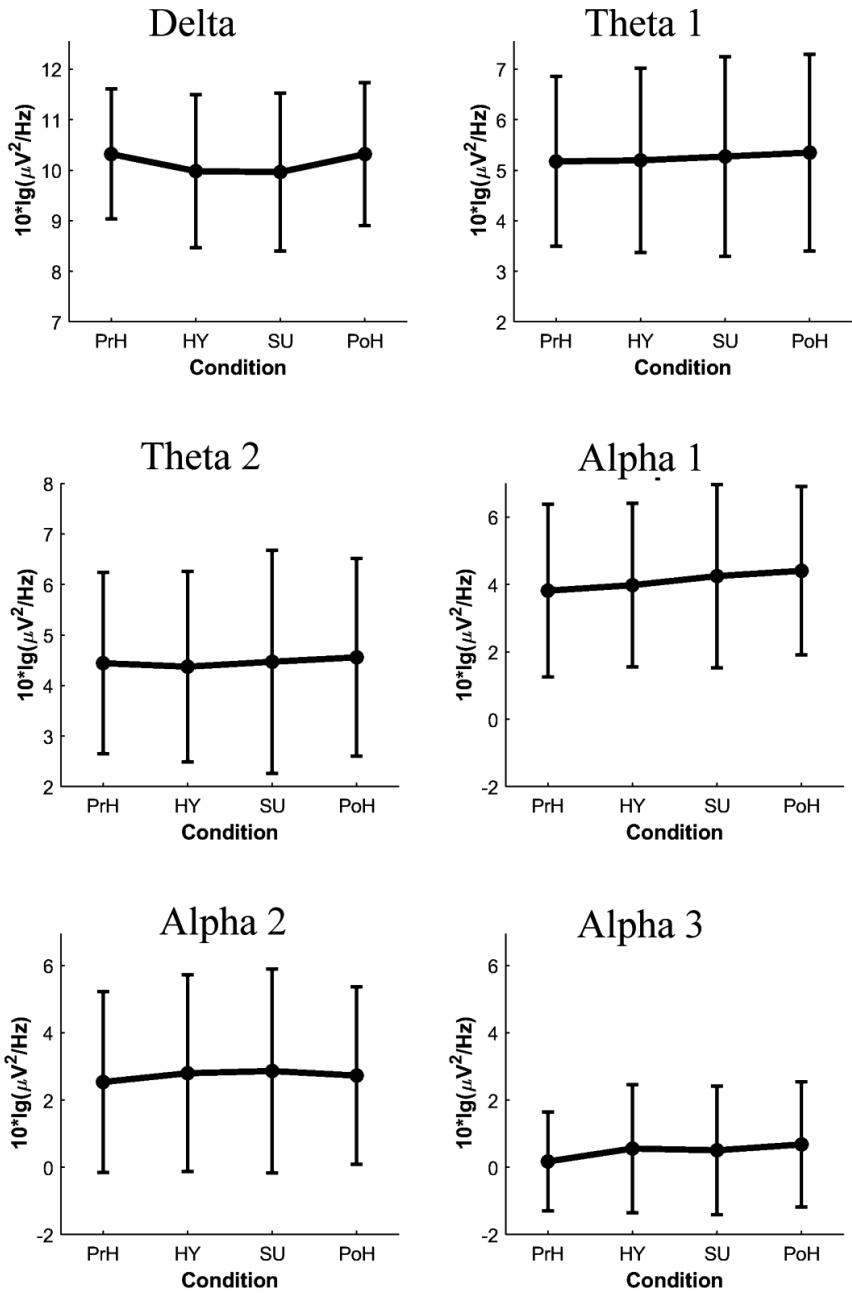 Delta
10*lg(μV²/Hz)
12
11
10
9
8
7
PrH HY SU PoH
Condition
Theta 1
10*lg(μV²/Hz)
7
6
5
4
3
2
PrH HY SU PoH
Condition
Theta 2
10*lg(μV²/Hz)
8
7
6
5
4
3
2
PrH HY SU PoH
Condition
Alpha 1
10*lg(μV²/Hz)
6
4
2
0
-2
PrH HY SU PoH
Condition
Alpha 2
10*lg(μV²/Hz)
6
4
2
0
-2
PrH HY SU PoH
Condition
Alpha 3
10*lg(μV²/Hz)
6
4
2
0
-2
PrH HY SU PoH
Condition